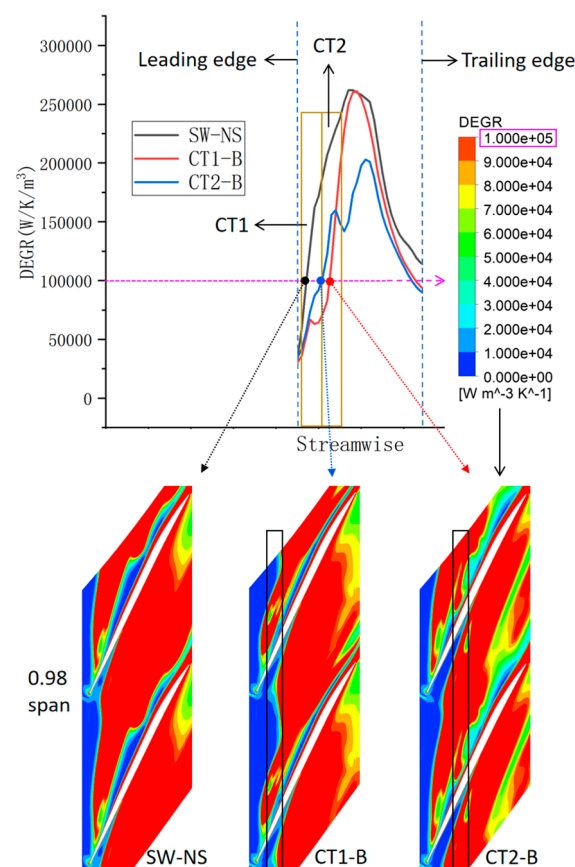 Leading edge
CT2
Trailing edge
300000
250000
200000
150000
100000
50000
0
DEGR(W/K/m³)
SW-NS
CT1-B
CT2-B
CT1
Streamwise
DEGR
1.000e+05
9.000e+04
8.000e+04
7.000e+04
6.000e+04
5.000e+04
4.000e+04
3.000e+04
2.000e+04
1.000e+04
0.000e+00
[W m^-3 K^-1]
0.98
span
SW-NS
CT1-B
CT2-B